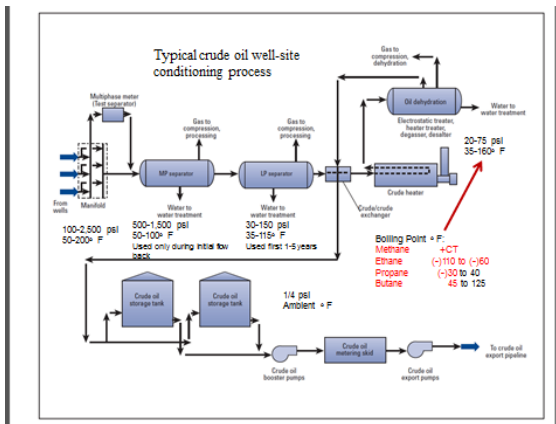 Typical crude oil well-site
conditioning process
Gas to
compression,
dehydration
Multiphase meter
(Test separator)
Gas to
compression,
processing
Gas to
compression,
processing
Oil dehydration
Water to
water treatment
Electrostatic treater,
heater treater,
degasser, desalter
20-75 psi
35-160° F
MP separator
LP separator
Crude heater
From
wells
Manifold
Water to
water treatment
Water to
water treatment
Crude/crude
exchanger
100-2,500 psi
50-200° F
500-1,500 psi
50-100° F
Used only during initial flow
back
30-150 psi
35-115° F
Used first 1-5 years
Boiling Point ° F:
Methane +CT
Ethane (-)110 to (-)60
Propane (-)30 to 40
Butane 45 to 125
Crude oil
storage tank
Crude oil
storage tank
1/4 psi
Ambient ° F
Crude oil
booster pumps
Crude oil
metering skid
Crude oil
export pumps
To crude oil
export pipeline